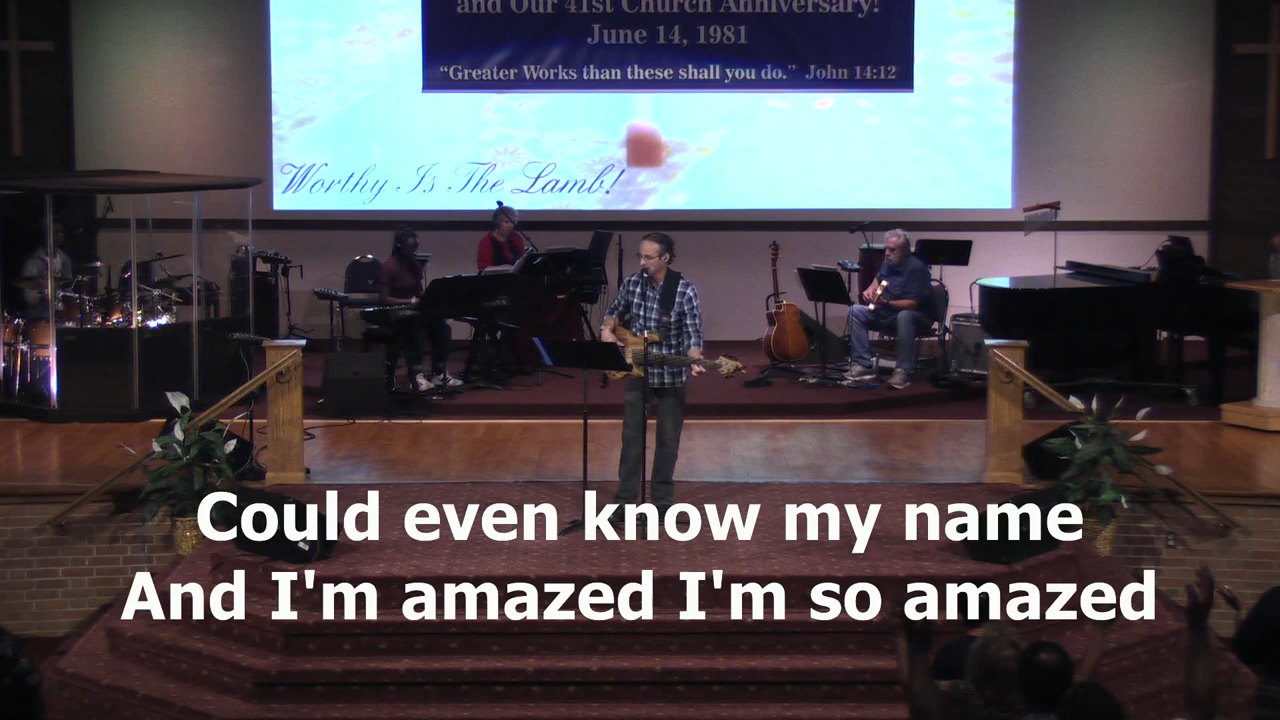 and Our 41st Church Anniversary!
June 14, 1981
“Greater Works than these shall you do.” John 14:12
Worthy Is The Lamb!
Could even know my name
And I'm amazed I'm so amazed